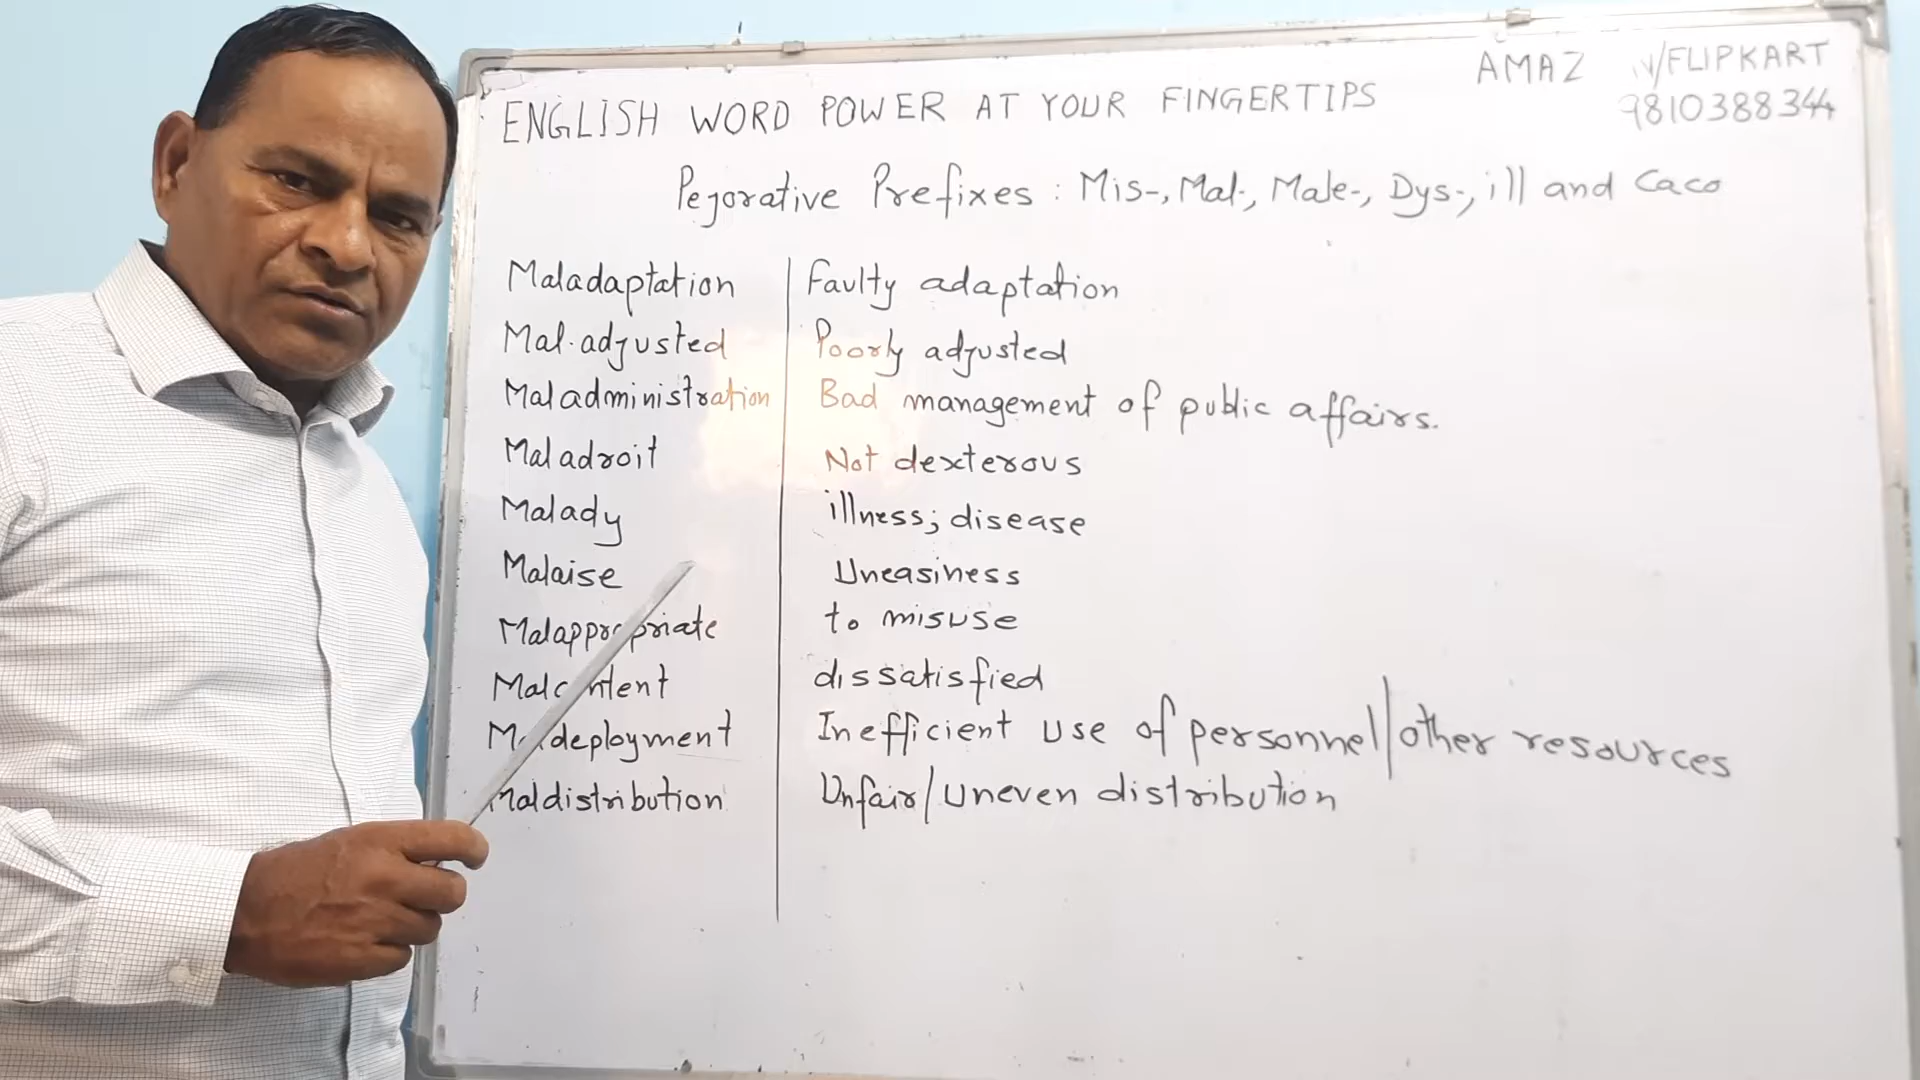 AMAZ N/FLIPKART
ENGLISH WORD POWER AT YOUR FINGERTIPS 9810388344
Pejorative Prefixes : Mis-, Mal-, Male-, Dys-, ill and Caco
Maladaptation Faulty adaptation
Mal.adjusted Poorly adjusted
Maladministration Bad management of public affairs.
Maladroit Not dexterous
Malady illness; disease
Malaise Uneasiness
Malappropriate to misuse
Malcontent dissatisfied
Maldeployment Inefficient use of personnel/other resources
Maldistribution Unfair/uneven distribution